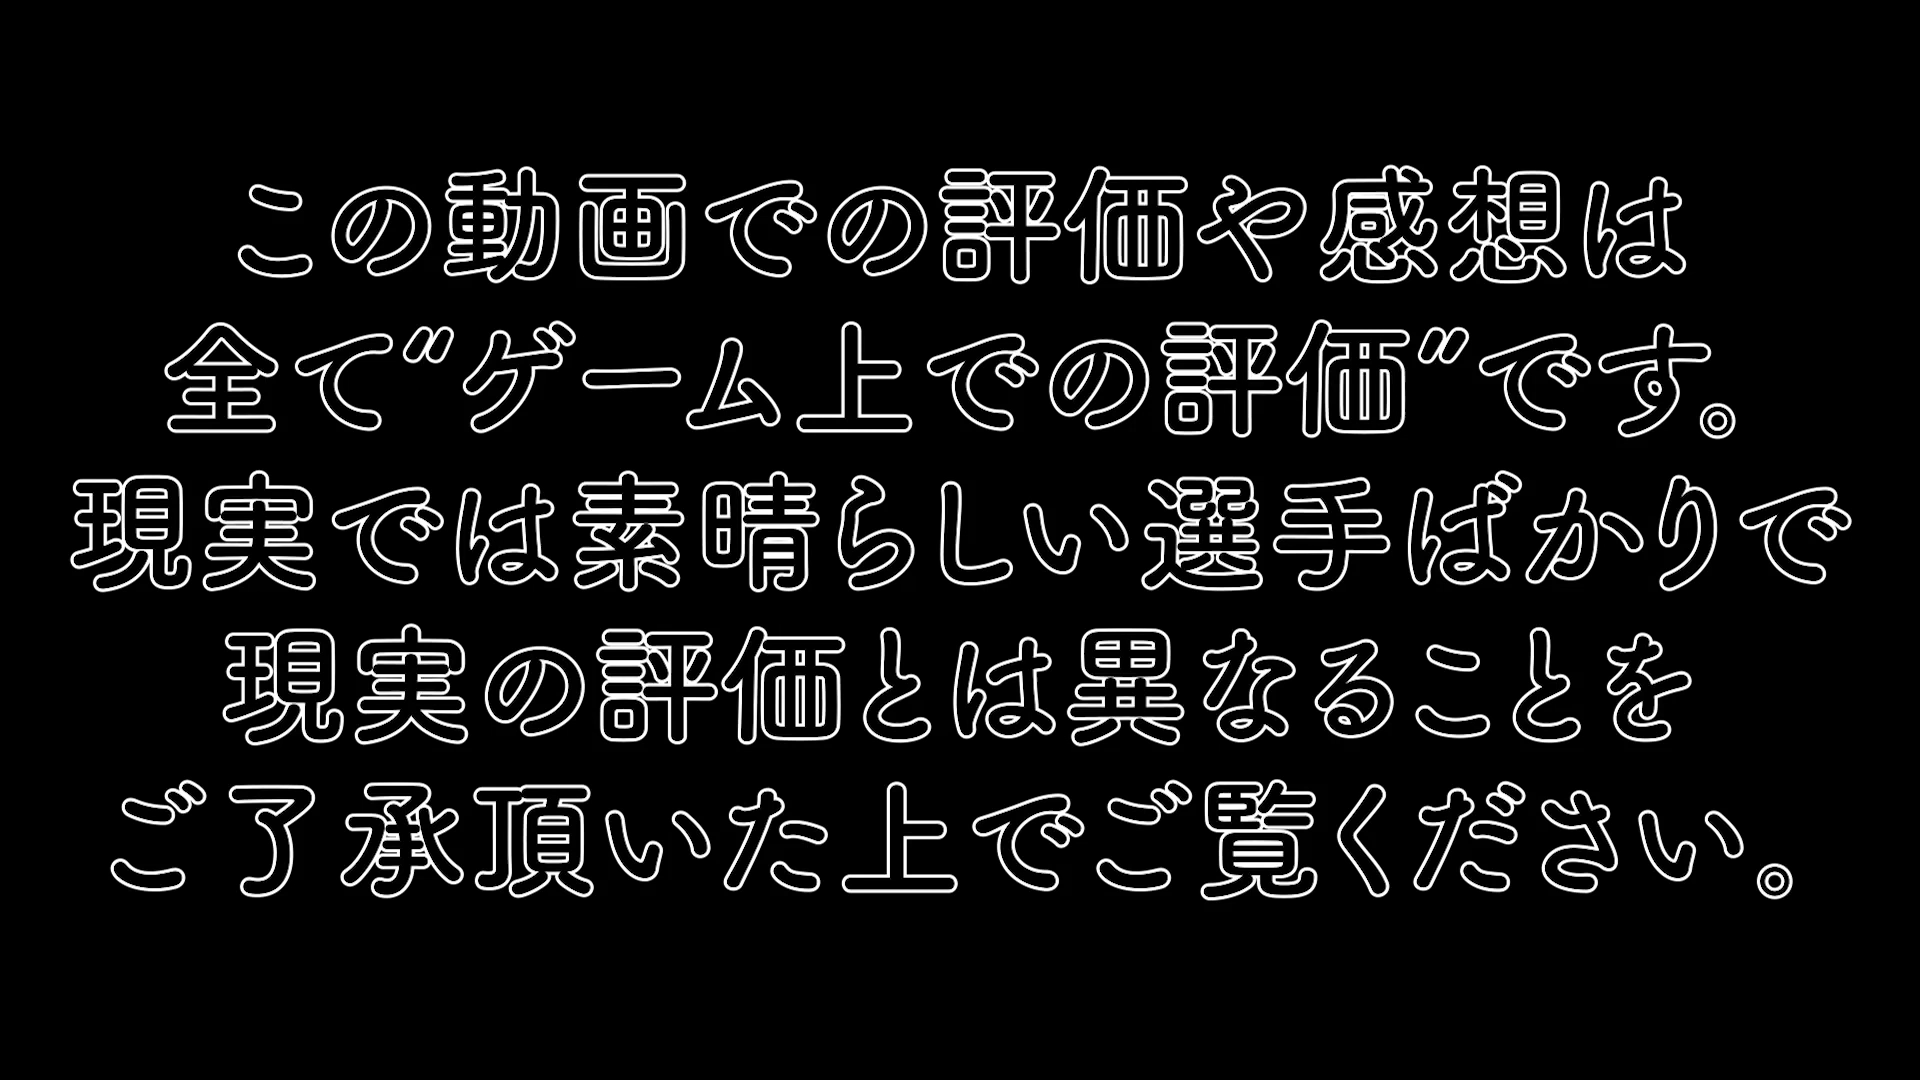 この動画での評価や感想は
全て“ゲーム上での評価”です。
現実では素晴らしい選手ばかりで
現実の評価とは異なることを
ご了承頂いた上でご覧ください。